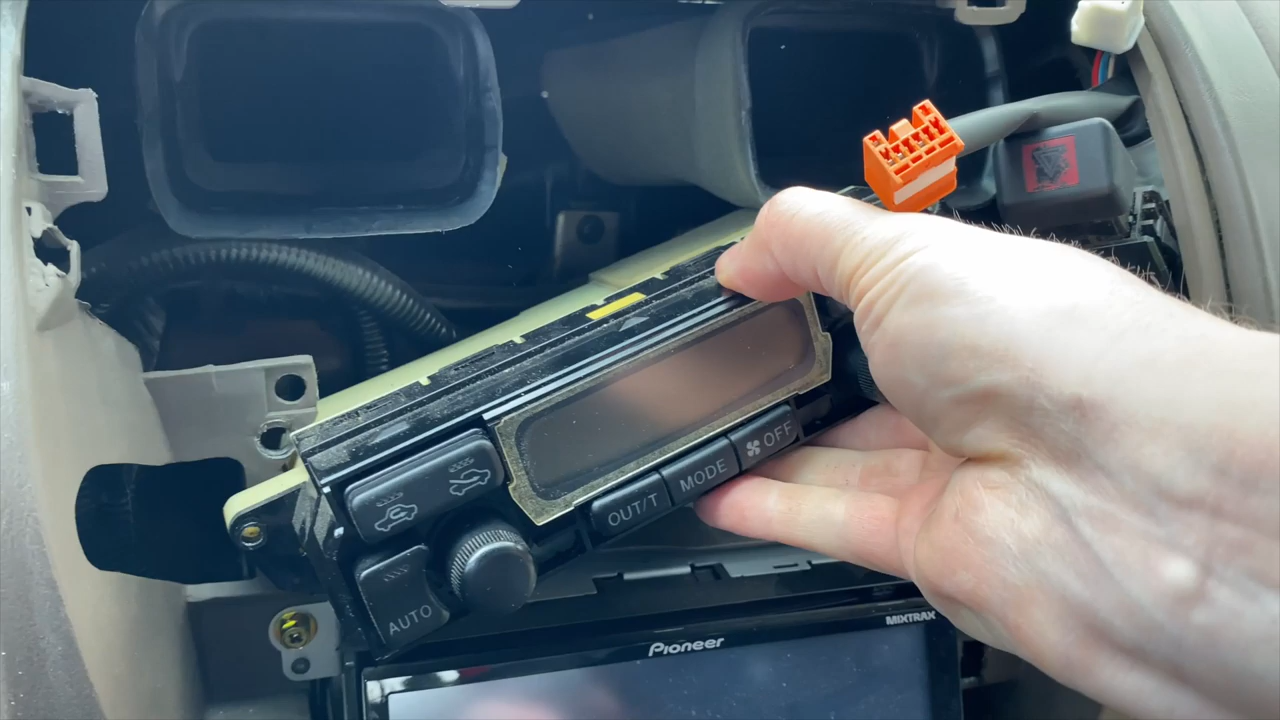 OFF
MODE
OUT/T
AUTO
MIXTRAX
Pioneer